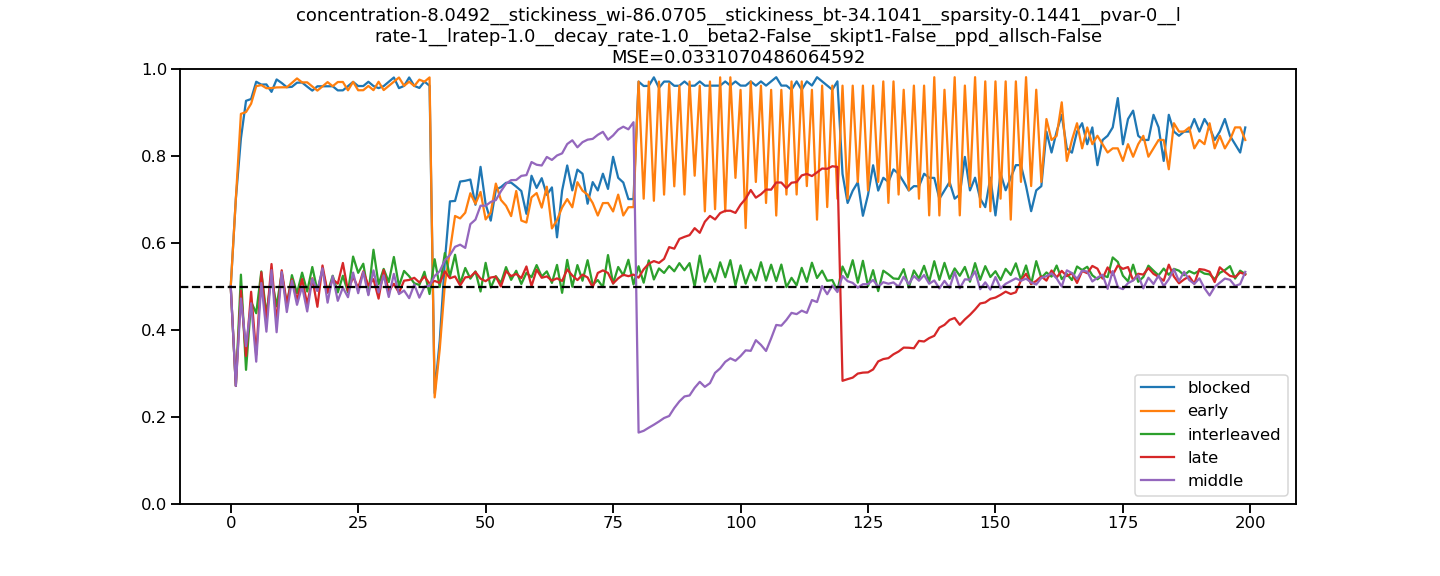 concentration-8.0492__stickiness_wi-86.0705__stickiness_bt-34.1041__sparsity-0.1441__pvar-0__l
rate-1__lratep-1.0__decay_rate-1.0__beta2-False__skipt1-False__ppd_allsch-False
MSE=0.0331070486064592
1.0
0.8
0.6
0.4
0.2
0.0
blocked
early
interleaved
late
middle
0 25 50 75 100 125 150 175 200